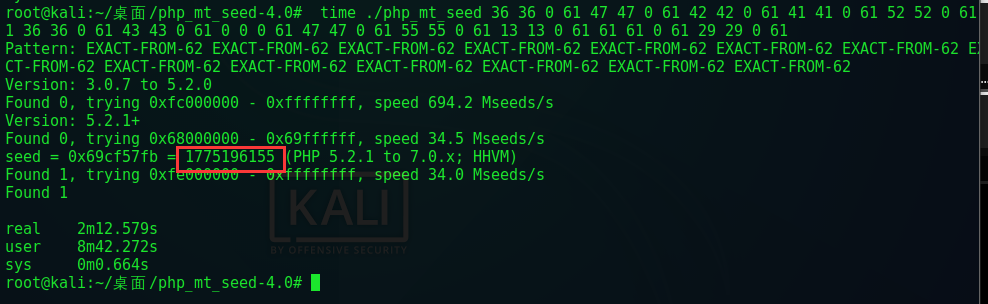 root@kali:~/桌面/php_mt_seed-4.0#  time ./php_mt_seed 36 36 0 61 47 47 0 61 42 42 0 61 41 41 0 61 52 52 0 61
1 36 36 0 61 43 43 0 61 0 0 0 61 47 47 0 61 55 55 0 61 13 13 0 61 61 61 0 61 29 29 0 61
Pattern: EXACT-FROM-62 EXACT-FROM-62 EXACT-FROM-62 EXACT-FROM-62 EXACT-FROM-62 EXACT-FROM-62 EXACT-FROM-62 EX
CT-FROM-62 EXACT-FROM-62 EXACT-FROM-62 EXACT-FROM-62 EXACT-FROM-62 EXACT-FROM-62 EXACT-FROM-62
Version: 3.0.7 to 5.2.0
Found 0, trying 0xfc000000 - 0xffffffff, speed 694.2 Mseeds/s
Version: 5.2.1+
Found 0, trying 0x68000000 - 0x69ffffff, speed 34.5 Mseeds/s
seed = 0x69cf57fb = 1775196155 (PHP 5.2.1 to 7.0.x; HHVM)
Found 1, trying 0xfe000000 - 0xffffffff, speed 34.0 Mseeds/s
Found 1
KALI
BY OFFENSIVE SECURITY
real    2m12.579s
user    8m42.272s
sys     0m0.664s
root@kali:~/桌面/php_mt_seed-4.0#